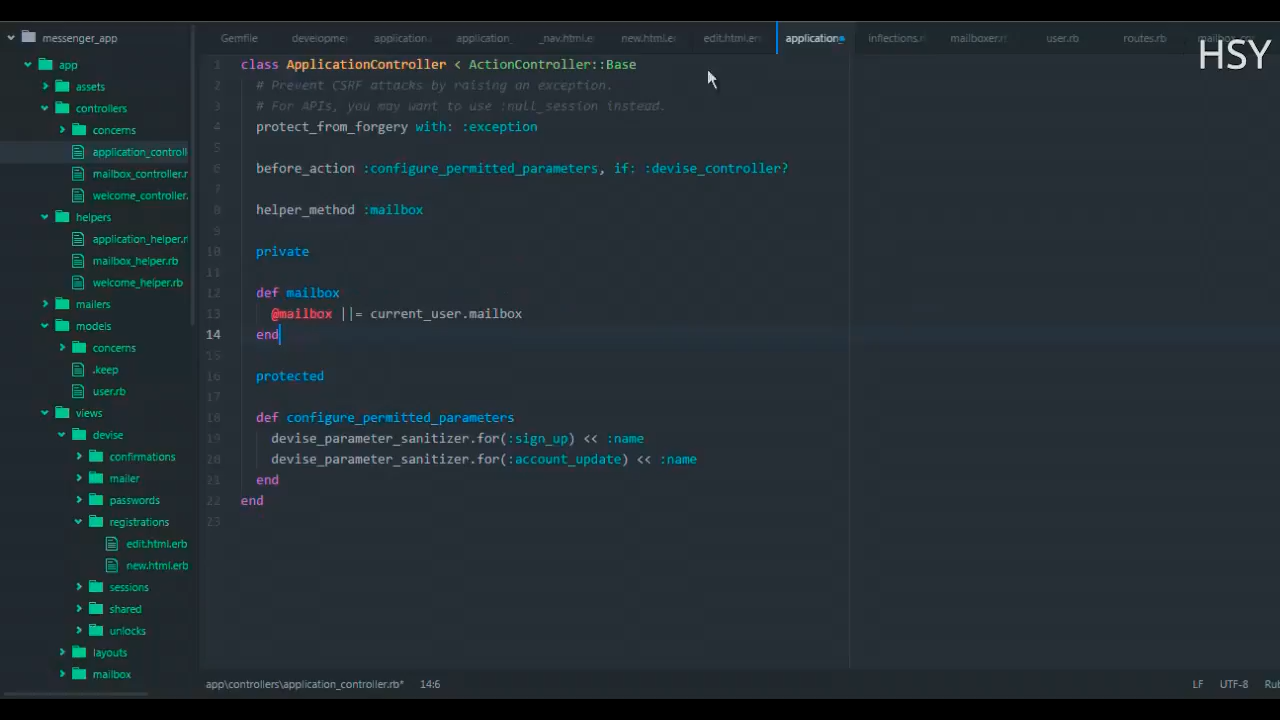 messenger_app
app
assets
controllers
concerns
application_controll
mailbox_controller.r
welcome_controller.
helpers
application_helper.r
mailbox_helper.rb
welcome_helper.rb
mailers
models
concerns
.keep
user.rb
views
devise
confirmations
mailer
passwords
registrations
edit.html.erb
new.html.erb
sessions
shared
unlocks
layouts
mailbox
Gemfile developme application application _nav.html.e new.html.e edit.html.er application inflections.r mailboxer.r user.rb routes.rb
HSY
1 class ApplicationController < ActionController::Base
2 # Prevent CSRF attacks by raising an exception.
3 # For APIs, you may want to use :null_session instead.
4 protect_from_forgery with: :exception
5
6 before_action :configure_permitted_parameters, if: :devise_controller?
7
8 helper_method :mailbox
9
10 private
11
12 def mailbox
13 @mailbox ||= current_user.mailbox
14 end
15
16 protected
17
18 def configure_permitted_parameters
19 devise_parameter_sanitizer.for(:sign_up) << :name
20 devise_parameter_sanitizer.for(:account_update) << :name
21 end
22 end
23
app\controllers\application_controller.rb* 14:6 LF UTF-8 Rub